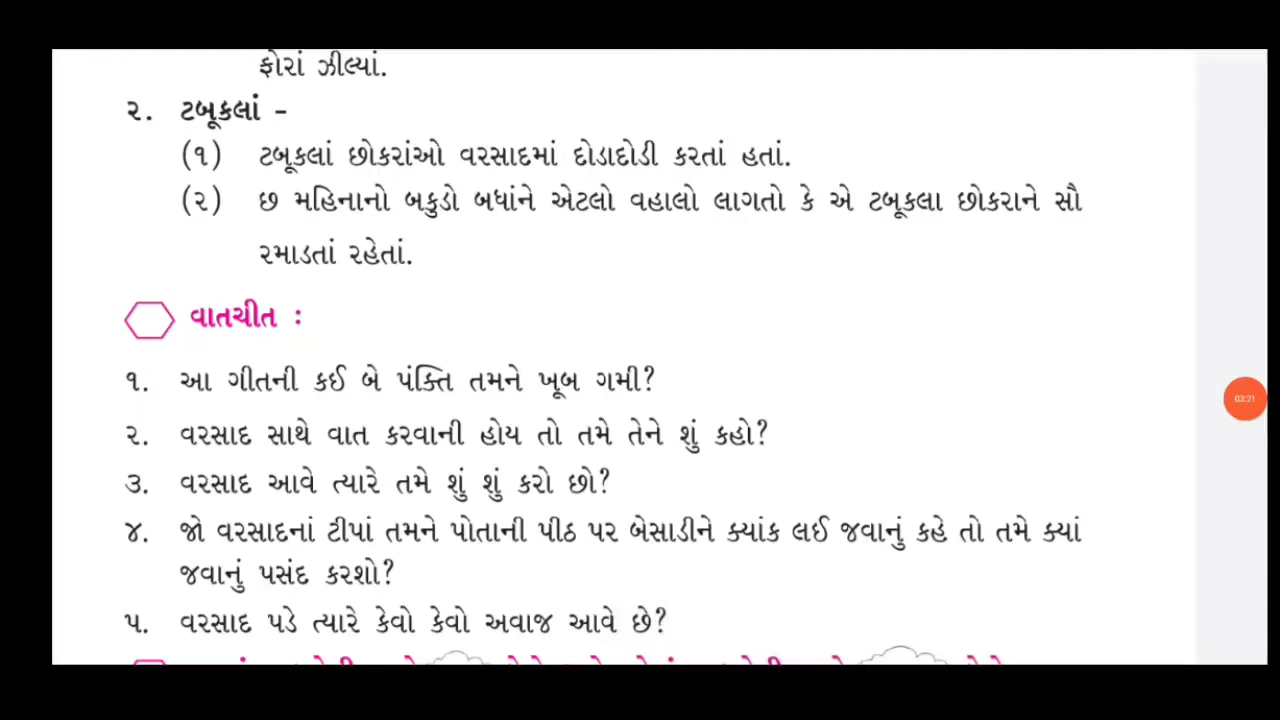 ફોરાં ઝીલ્યાં.
૨. ટબૂકલાં -
(૧) ટબૂકલાં છોકરાંઓ વરસાદમાં દોડાદોડી કરતાં હતાં.
(૨) છ મહિનાનો બકુડો બધાંને એટલો વહાલો લાગતો કે એ ટબૂકલા છોકરાને સૌ
રમાડતાં રહેતાં.
વાતચીત :
૧. આ ગીતની કઈ બે પંક્તિ તમને ખૂબ ગમી?
૨. વરસાદ સાથે વાત કરવાની હોય તો તમે તેને શું કહો?
૩. વરસાદ આવે ત્યારે તમે શું શું કરો છો?
03:21
૪. જો વરસાદનાં ટીપાં તમને પોતાની પીઠ પર બેસાડીને ક્યાંક લઈ જવાનું કહે તો તમે ક્યાં
જવાનું પસંદ કરશો?
૫. વરસાદ પડે ત્યારે કેવો કેવો અવાજ આવે છે?